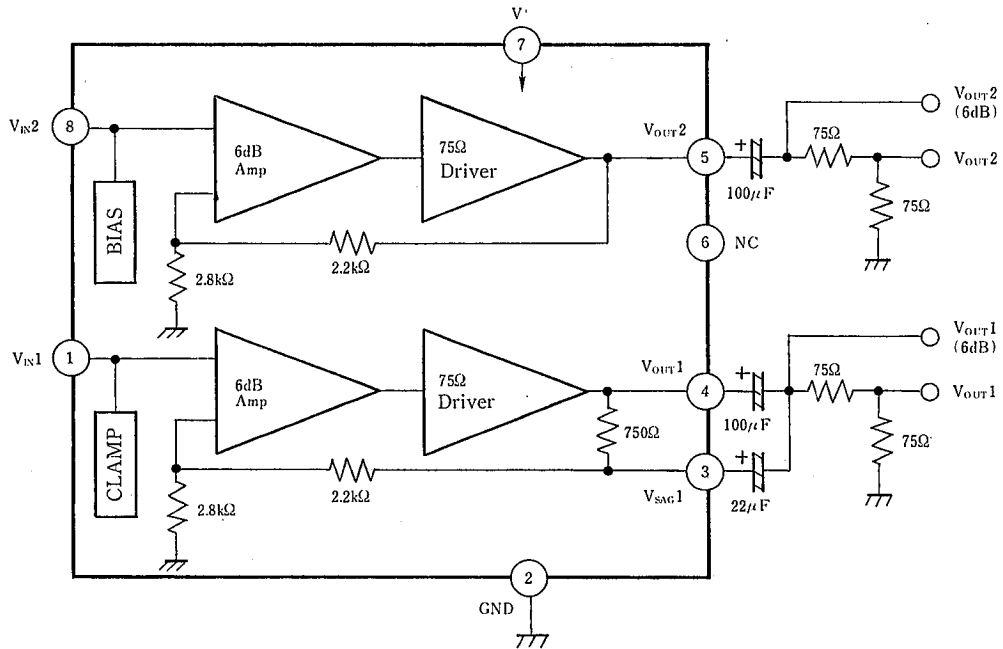 V+
7
VIN2
8
BIAS
6dB
Amp
75Ω
Driver
2.8kΩ
2.2kΩ
VOUT2
5
+
100μF
75Ω
75Ω
VOUT2
(6dB)
VOUT2
6
NC
VIN1
1
CLAMP
6dB
Amp
75Ω
Driver
2.8kΩ
2.2kΩ
750Ω
VOUT1
4
+
100μF
3
VSAG1
+
22μF
75Ω
75Ω
VOUT1
(6dB)
VOUT1
2
GND